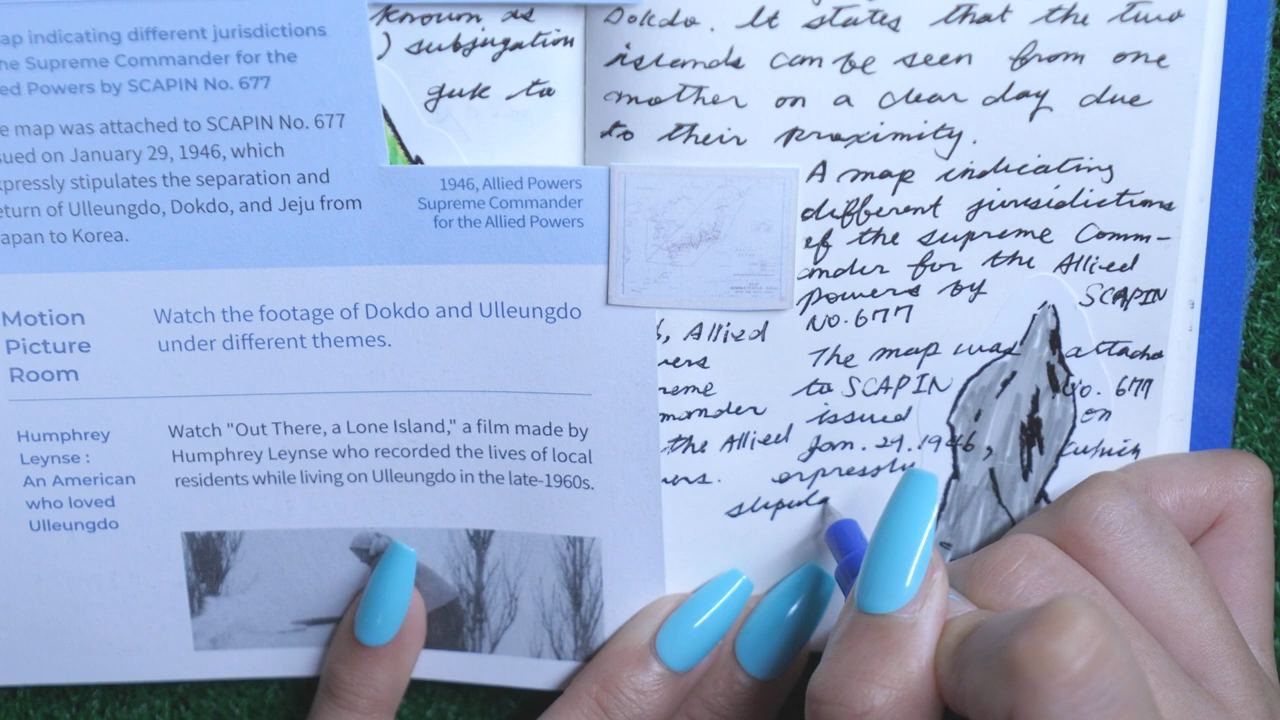 ap indicating different jurisdictions
he Supreme Commander for the
ed Powers by SCAPIN No. 677
e map was attached to SCAPIN No. 677
sued on January 29, 1946, which
xpressly stipulates the separation and
eturn of Ulleungdo, Dokdo, and Jeju from
apan to Korea.
1946, Allied Powers
Supreme Commander
for the Allied Powers
Motion
Picture
Room
Watch the footage of Dokdo and Ulleungdo
under different themes.
Humphrey
Leynse :
An American
who loved
Ulleungdo
Watch "Out There, a Lone Island," a film made by
Humphrey Leynse who recorded the lives of local
residents while living on Ulleungdo in the late-1960s.
known as
) subjugation
guk to
Dokdo. It states that the two
islands can be seen from one
mother on a clear day due
to their proximity.
A map indicating
different jurisidictions
of the supreme Comm-
ander for the Allied
powers by SCAPIN
NO.677
6, Allied
wers
reme
mander
the Allied
wers.
The map was attache
to SCAPIN No. 677
issued on
Jan. 29. 1946, which
expressly
stipula